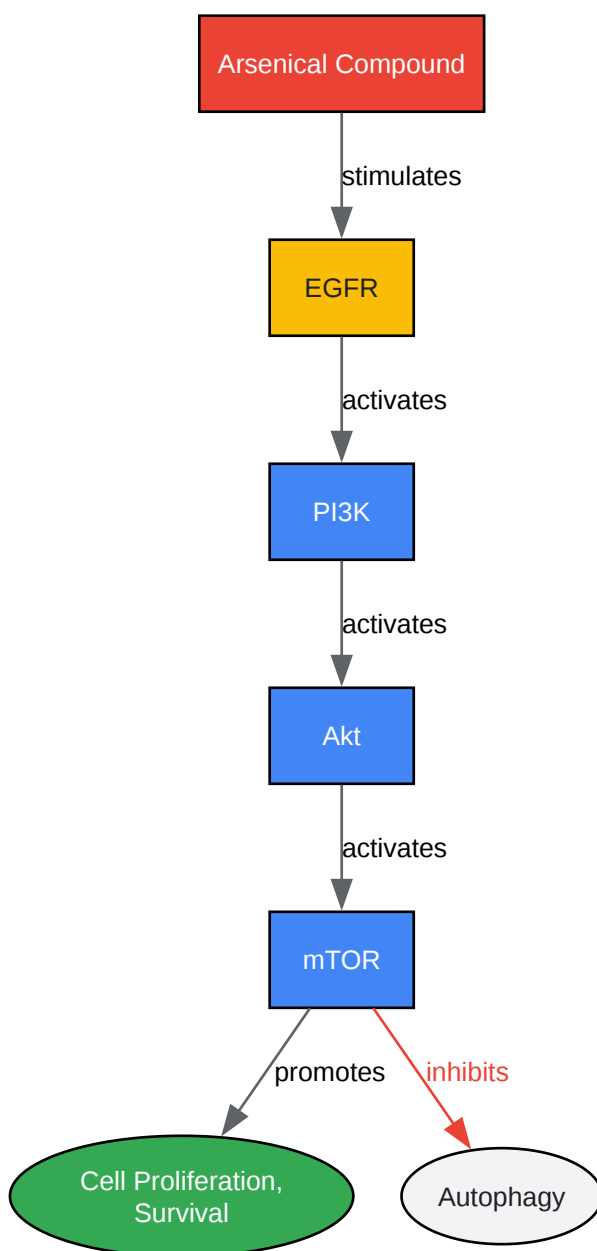 Arsenical Compound
stimulates
EGFR
activates
PI3K
activates
Akt
activates
mTOR
promotes
inhibits
Cell Proliferation,
Survival
Autophagy